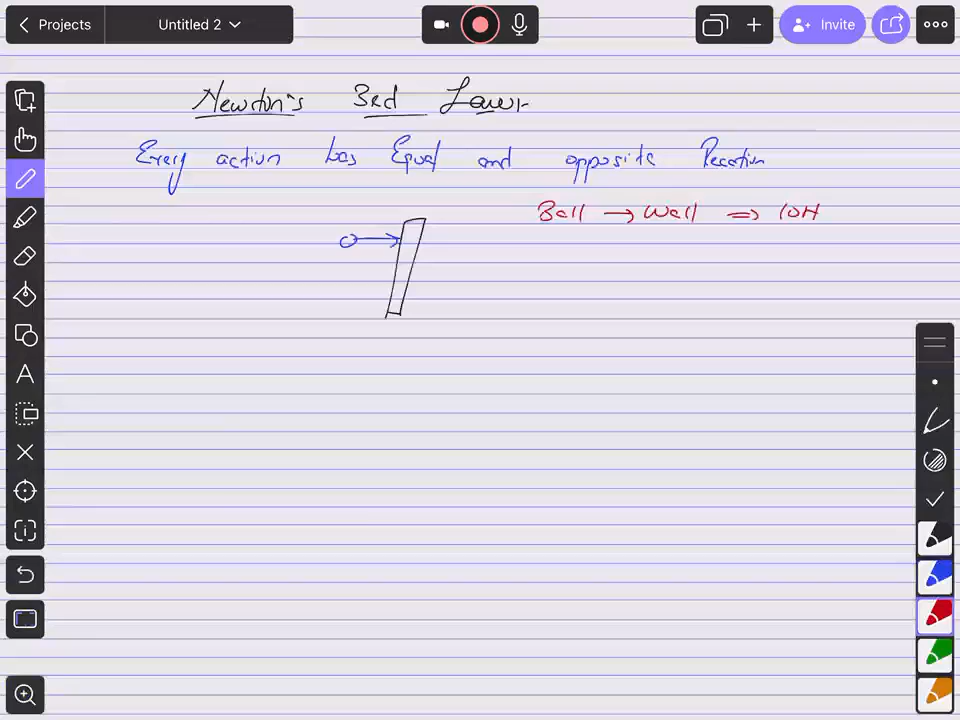 Projects
Untitled 2
Invite
Newton's 3rd Law
Every action has Equal and opposite Reaction
Ball → Wall ⇒ 10N
A